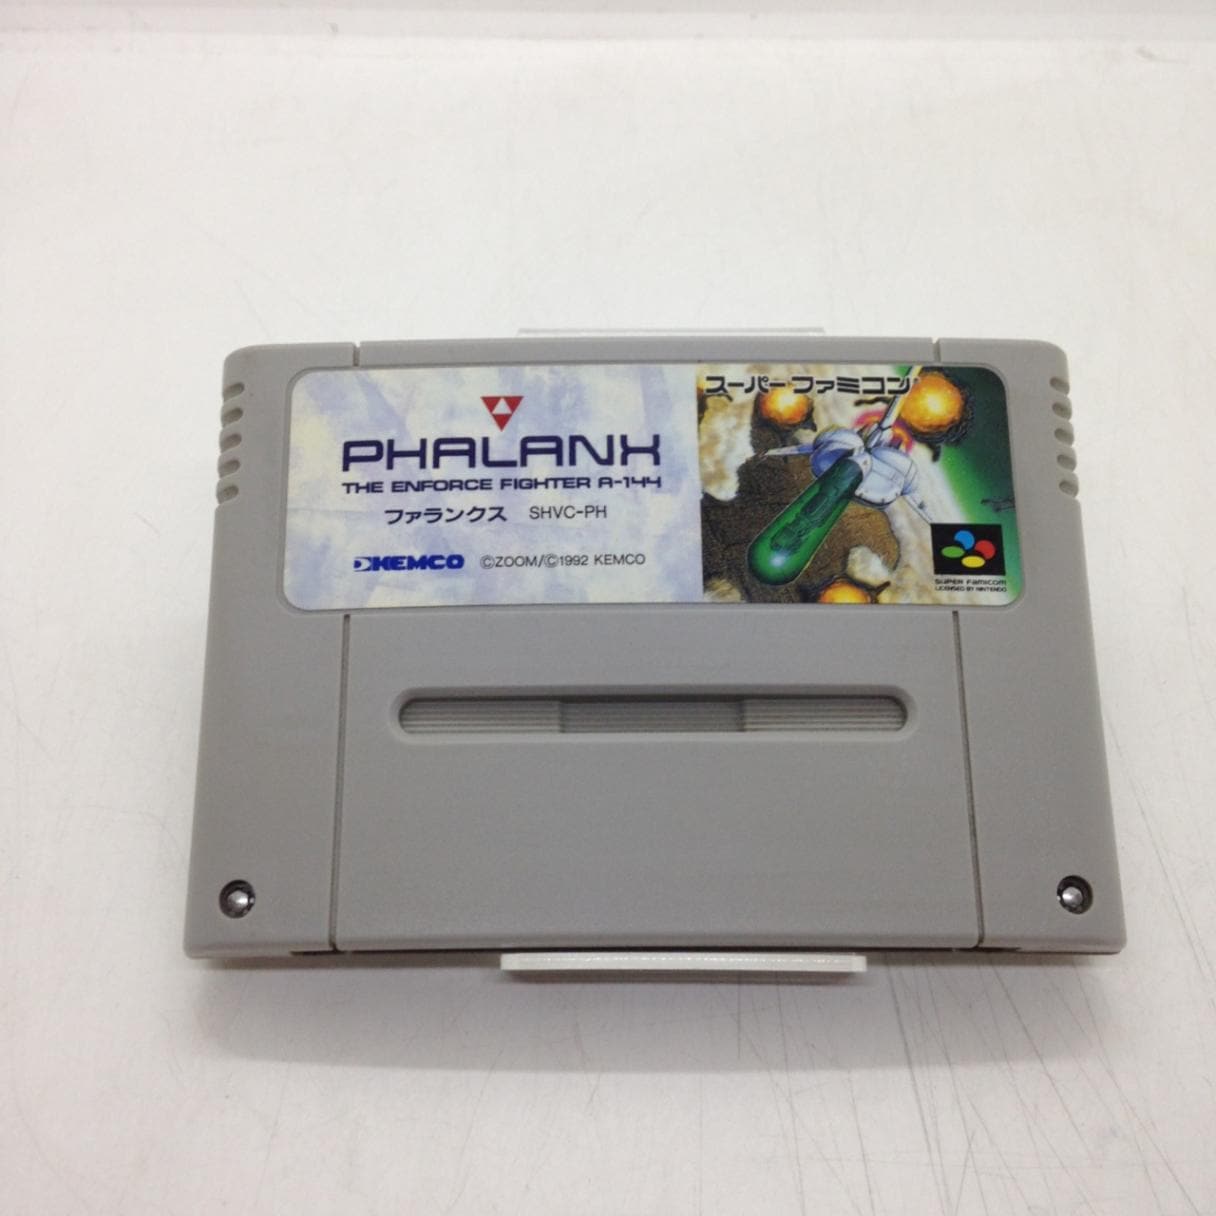 PHALANX
THE ENFORCE FIGHTER A-144
ファランクス SHVC-PH
KEMCO ©ZOOM/©1992 KEMCO
スーパーファミコン
SUPER FAMICOM
LICENSED BY NINTENDO